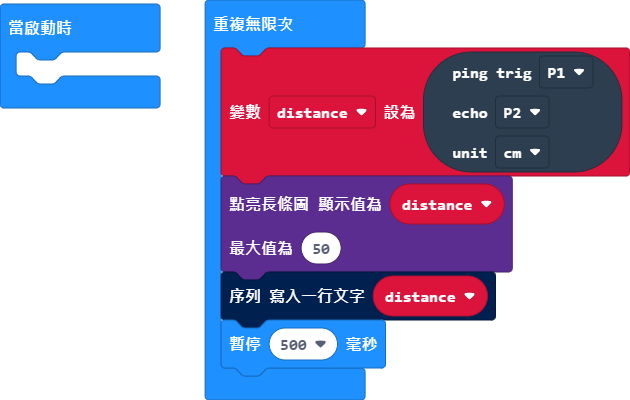 當啟動時
重複無限次
變數 distance 設為 ping trig P1
echo P2
unit cm
點亮長條圖 顯示值為 distance
最大值為 50
序列 寫入一行文字 distance
暫停 500 毫秒